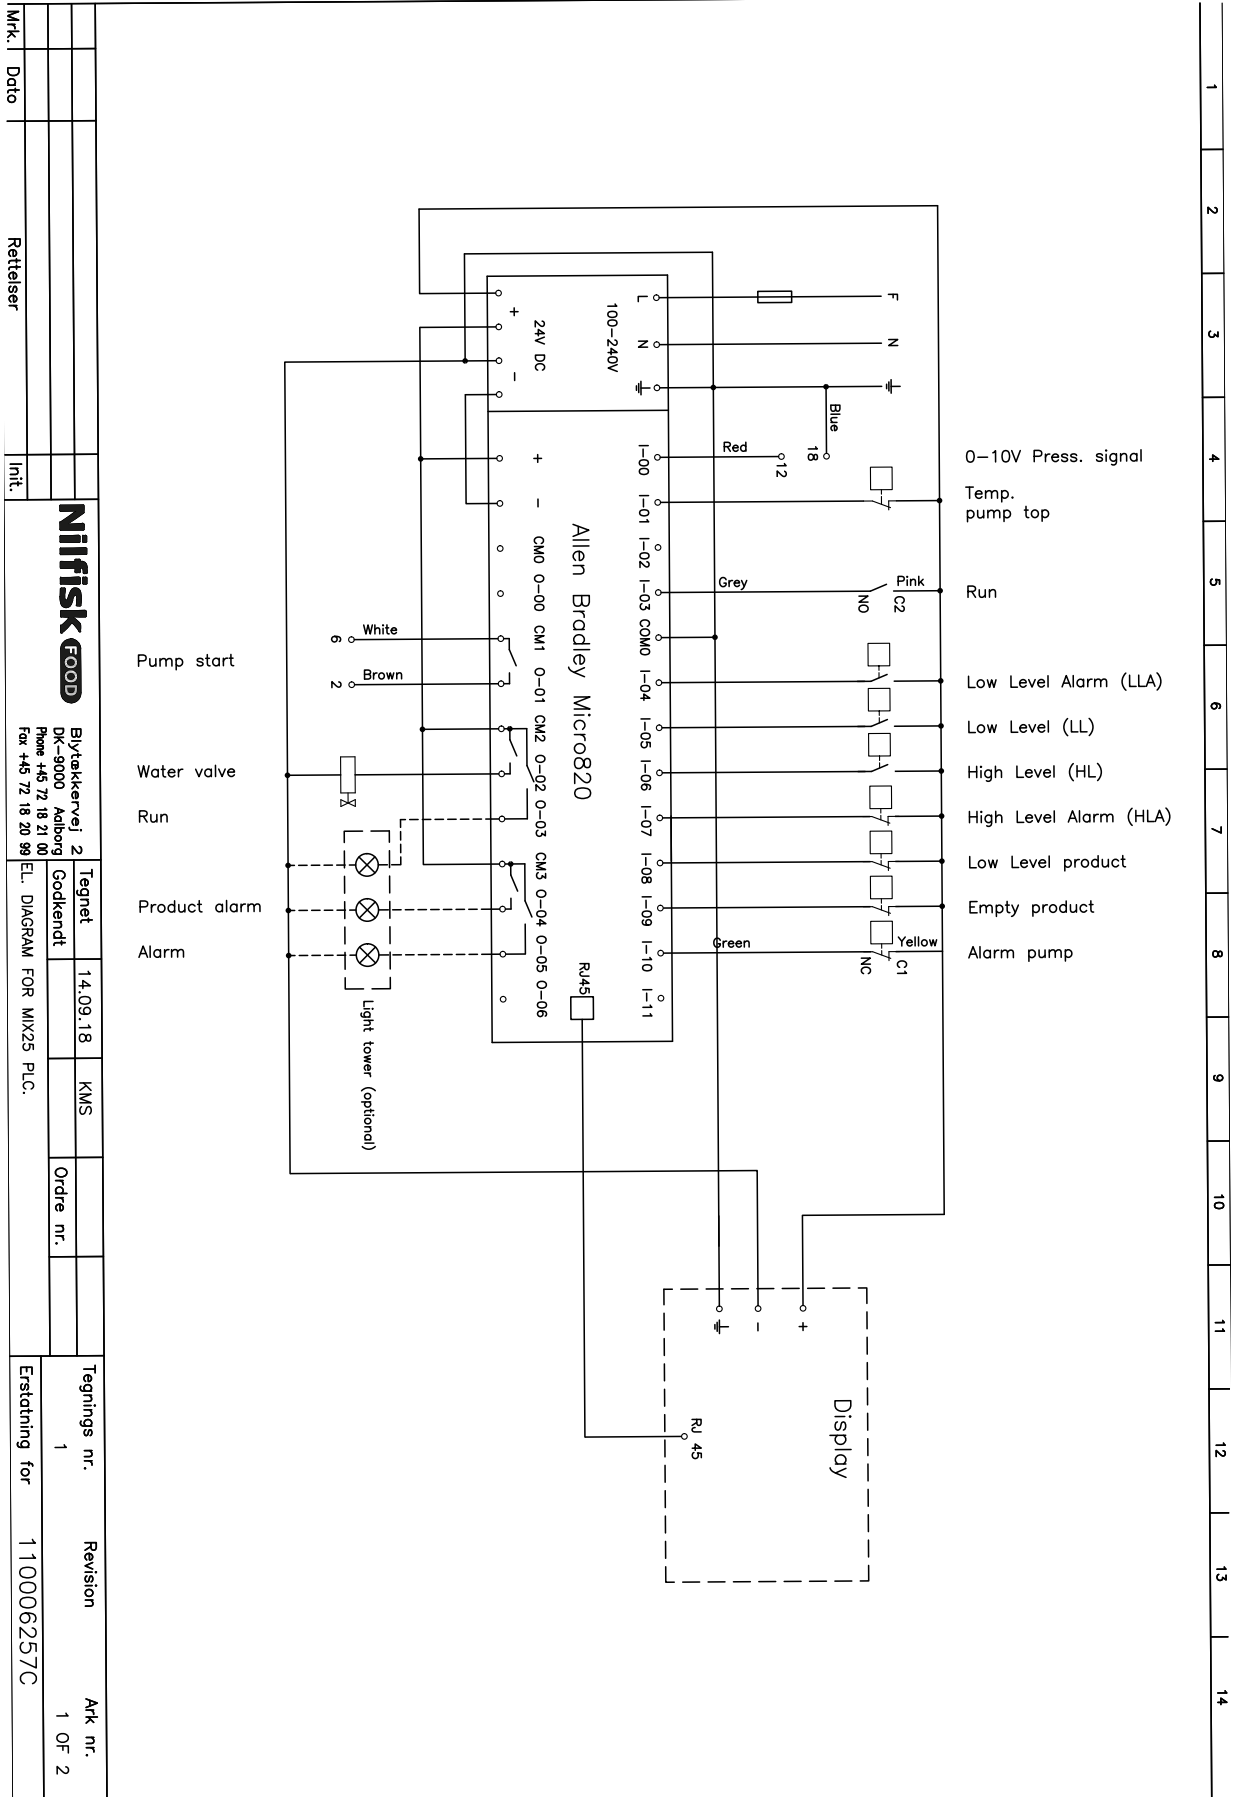 1
2
3
4
5
6
7
8
9
10
11
12
13
14
F
N
L
N
100-240V
24V DC
+
-
Blue
18
Red
12
0-10V Press. signal
Temp.
pump top
Grey
Pink
NO
C2
Run
Low Level Alarm (LLA)
Low Level (LL)
High Level (HL)
High Level Alarm (HLA)
Low Level product
Empty product
Green
Yellow
NC
C1
Alarm pump
I-00
I-01
I-02
I-03
COM0
I-04
I-05
I-06
I-07
I-08
I-09
I-10
I-11
Allen Bradley Micro820
RJ45
+
-
CM0
O-00
CM1
O-01
CM2
O-02
O-03
CM3
O-04
O-05
O-06
Pump start
6
White
2
Brown
Water valve
Run
Product alarm
Alarm
Light tower (optional)
-
+
Display
RJ 45
Mrk.
Dato
Rettelser
Init.
Nilfisk FOOD
Blytækkervej 2
DK-9000 Aalborg
Phone +45 72 18 21 00
Fax +45 72 18 20 99
Tegnet
14.09.18
KMS
Godkendt
Ordre nr.
EL. DIAGRAM FOR MIX25 PLC.
Tegnings nr.
Revision
Ark nr.
1
1 OF 2
Erstatning for
110006257C